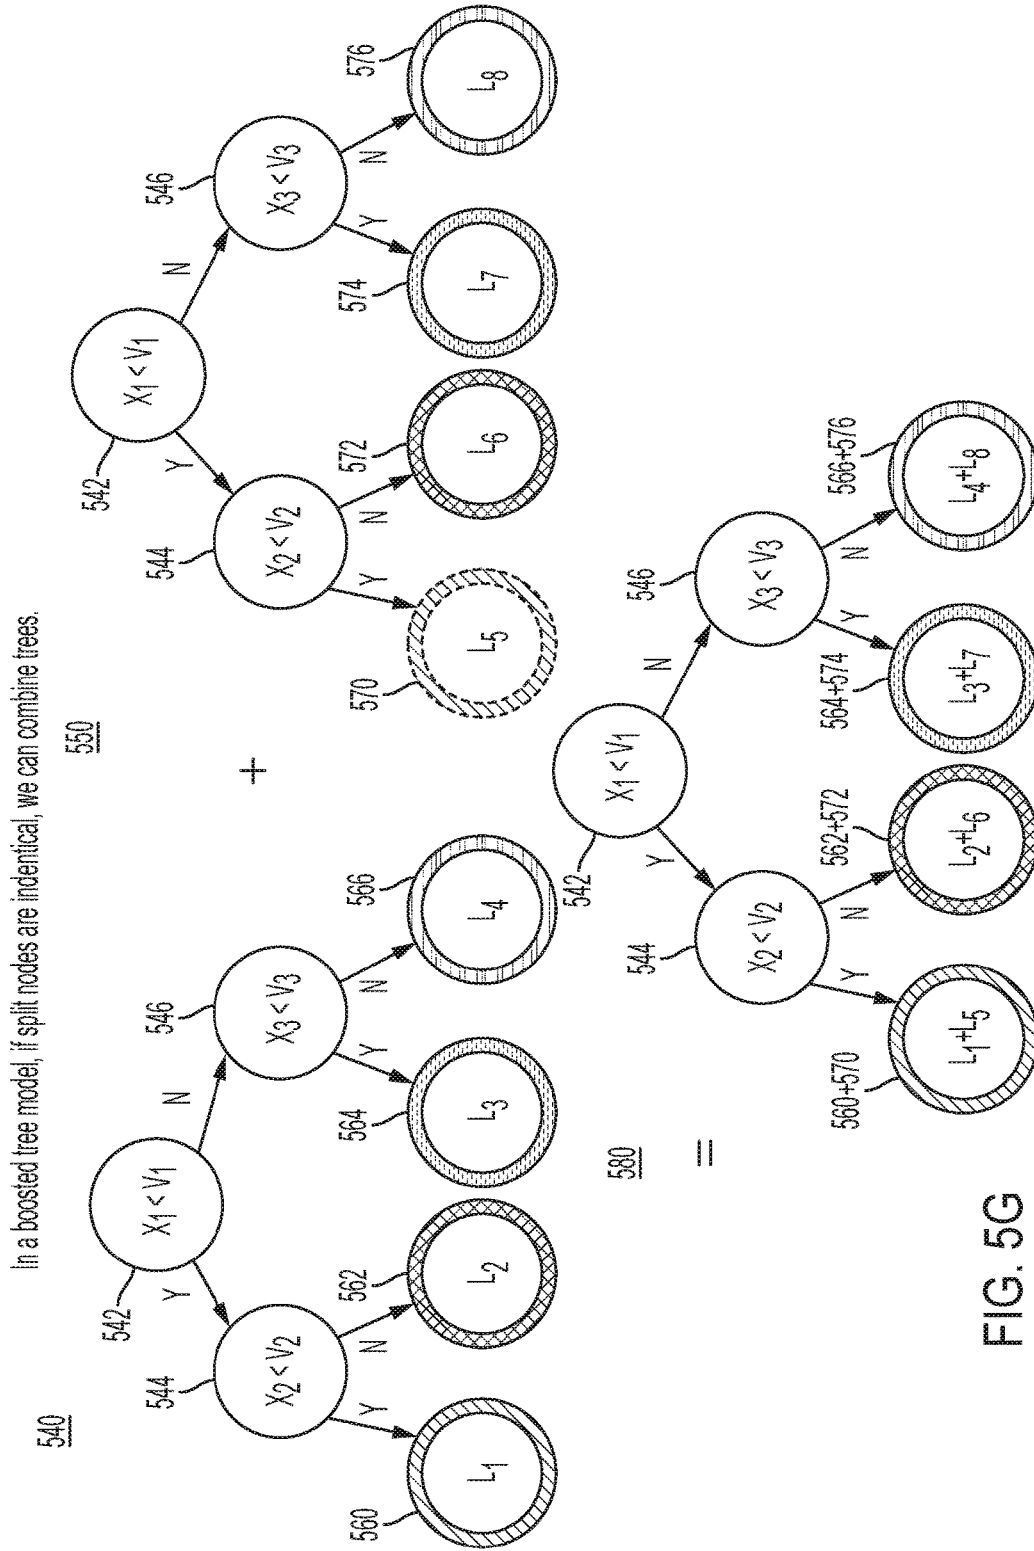 In a boosted tree model, if split nodes are indentical, we can combine trees.
540
542
X1 < V1
Y
N
544
X2 < V2
546
X3 < V3
Y
N
Y
N
560
L1
562
L2
564
L3
566
L4
+
550
542
X1 < V1
Y
N
544
X2 < V2
546
X3 < V3
Y
N
Y
N
570
L5
572
L6
574
L7
576
L8
580
=
542
X1 < V1
Y
N
544
X2 < V2
546
X3 < V3
Y
N
Y
N
560+570
L1+L5
562+572
L2+L6
564+574
L3+L7
566+576
L4+L8
FIG. 5G